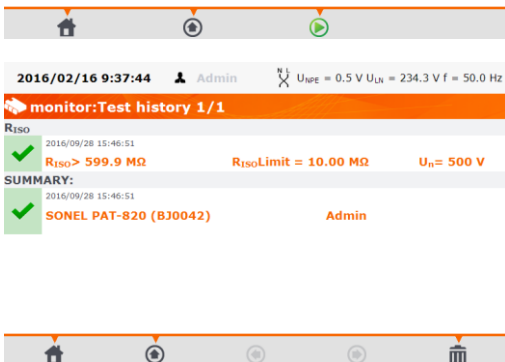 2016/02/16 9:37:44 Admin N L UNPE = 0.5 V ULN = 234.3 V f = 50.0 Hz
monitor:Test history 1/1
RISO
2016/09/28 15:46:51
RISO> 599.9 MΩ RISOLimit = 10.00 MΩ Un= 500 V
SUMMARY:
2016/09/28 15:46:51
SONEL PAT-820 (BJ0042) Admin